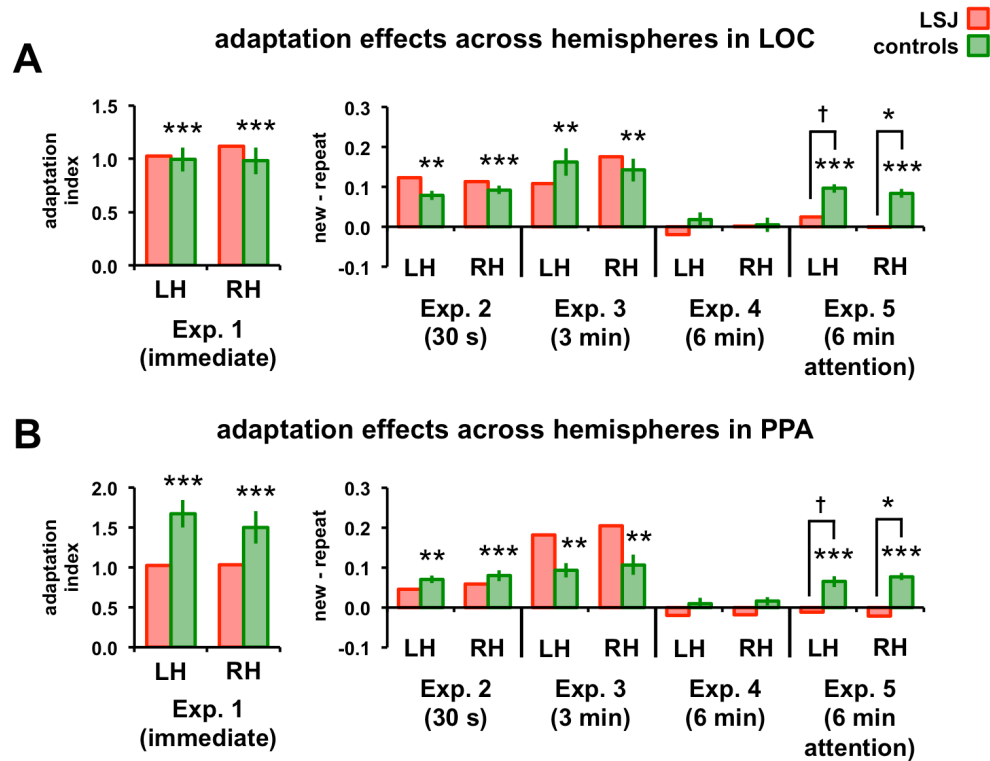 LSJ
controls
A
adaptation effects across hemispheres in LOC
adaptation
index
1.5
1.0
0.5
0.0
*** ***
LH RH
Exp. 1
(immediate)
new - repeat
0.3
0.2
0.1
0.0
-0.1
** *** ** ** † *** * ***
LH RH LH RH LH RH LH RH
Exp. 2 Exp. 3 Exp. 4 Exp. 5
(30 s) (3 min) (6 min) (6 min
attention)
B
adaptation effects across hemispheres in PPA
adaptation
index
2.0
1.5
1.0
0.5
0.0
*** ***
LH RH
Exp. 1
(immediate)
new - repeat
0.3
0.2
0.1
0.0
-0.1
** *** ** ** † *** * ***
LH RH LH RH LH RH LH RH
Exp. 2 Exp. 3 Exp. 4 Exp. 5
(30 s) (3 min) (6 min) (6 min
attention)